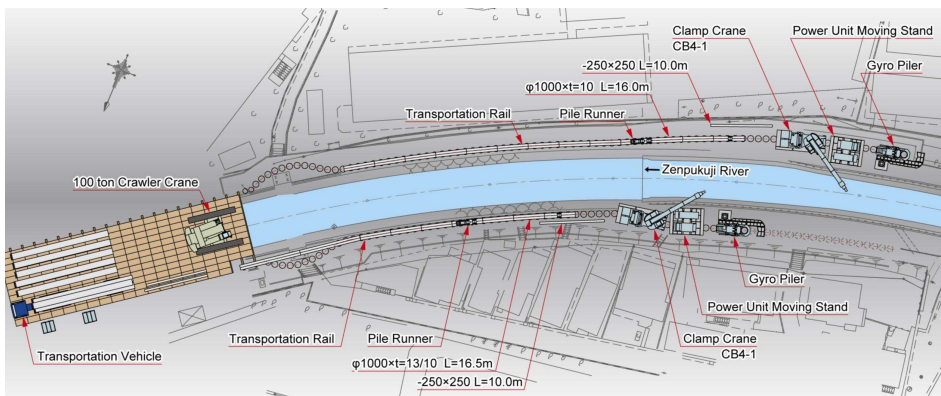 Clamp Crane
CB4-1
Power Unit Moving Stand
Gyro Piler
-250×250 L=10.0m
φ1000×t=10 L=16.0m
Transportation Rail
Pile Runner
Zenpukuji River
100 ton Crawler Crane
Gyro Piler
Power Unit Moving Stand
Transportation Rail
Pile Runner
Clamp Crane
CB4-1
Transportation Vehicle
φ1000×t=13/10 L=16.5m
-250×250 L=10.0m